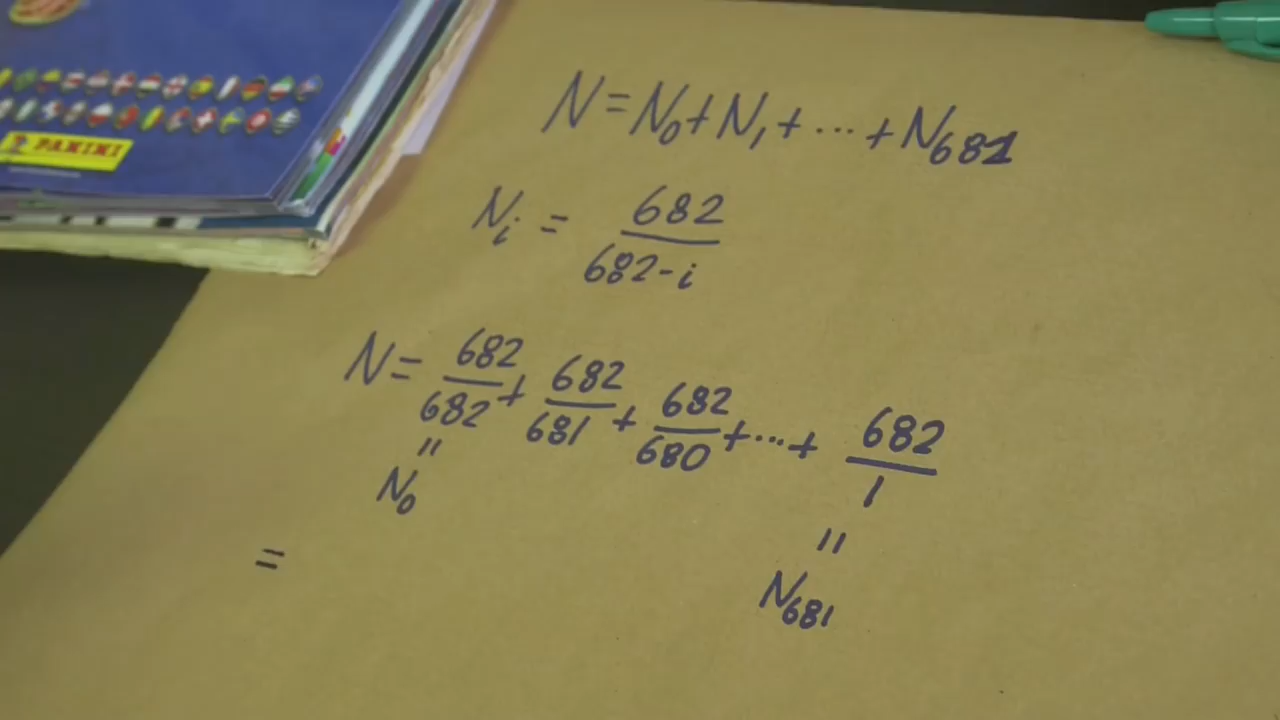 PANINI
N = N₀ + N₁ + ... + N₆₈₁
Nᵢ = 682/(682-i)
N = 682/682 + 682/681 + 682/680 + ... + 682/1
" "
N₀ N₆₈₁
=